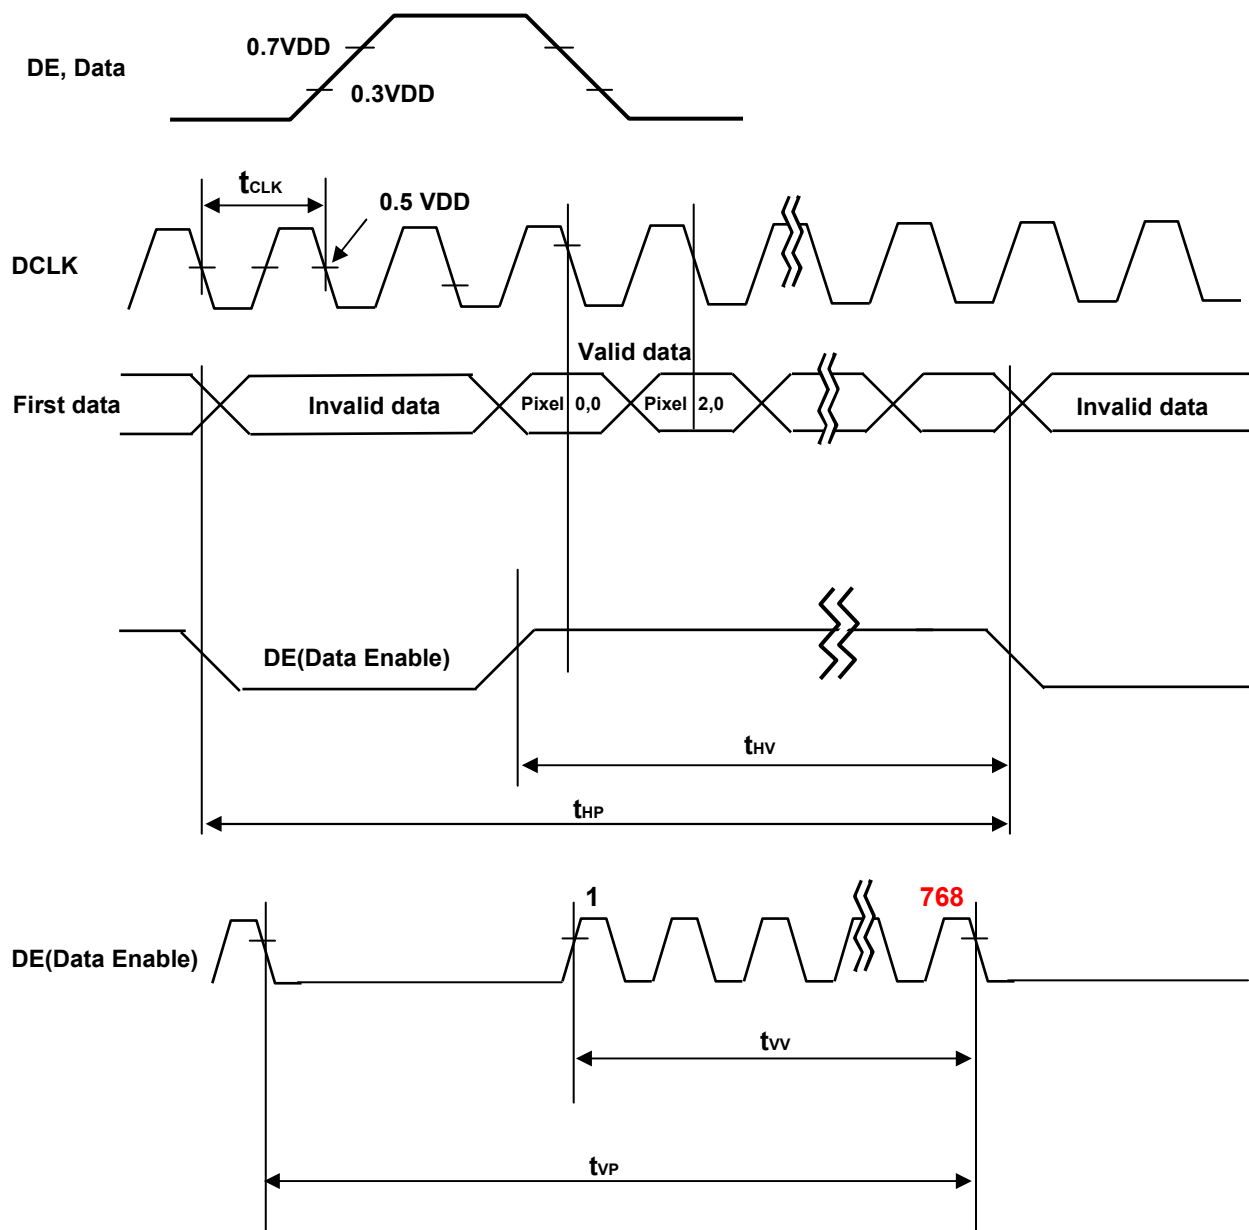 0.7VDD
DE, Data
0.3VDD
tCLK
0.5 VDD
DCLK
Valid data
First data
Invalid data
Pixel 0,0
Pixel 2,0
Invalid data
DE(Data Enable)
tHV
tHP
1
768
DE(Data Enable)
tVV
tVP